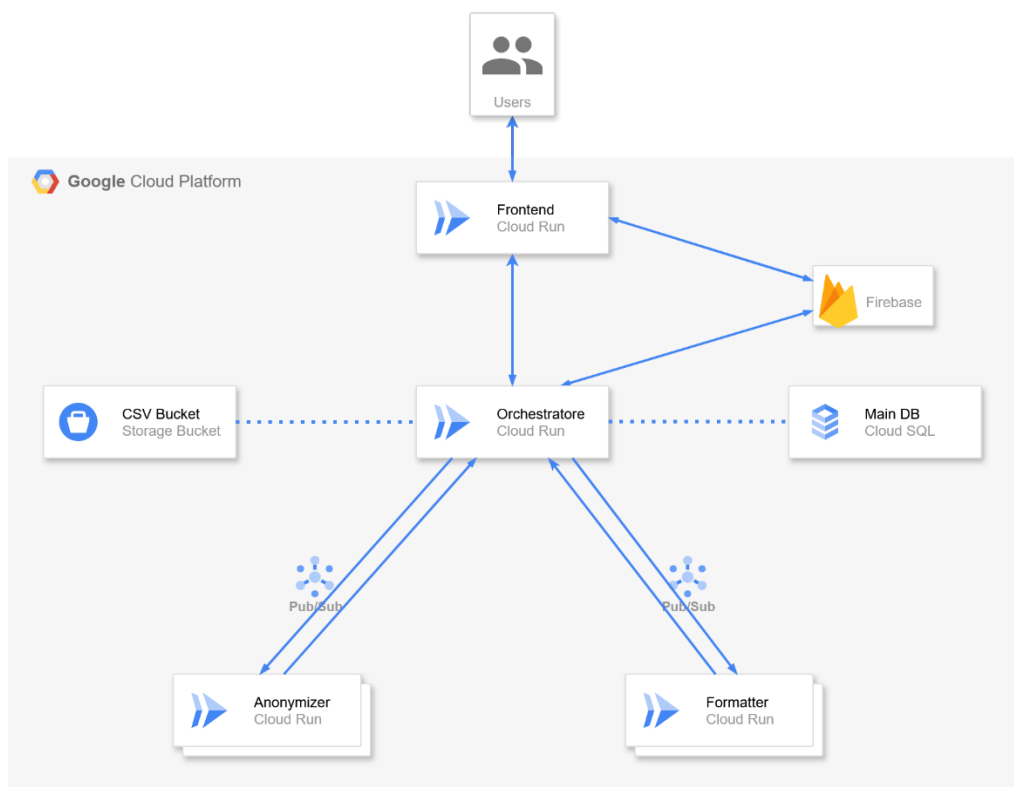 Users
Google Cloud Platform
Frontend
Cloud Run
Firebase
CSV Bucket
Storage Bucket
Orchestratore
Cloud Run
Main DB
Cloud SQL
Pub/Sub
Pub/Sub
Anonymizer
Cloud Run
Formatter
Cloud Run